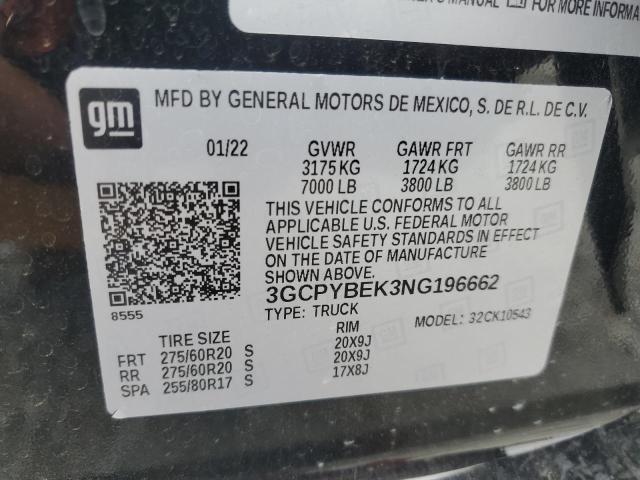 MANUAL FOR MORE INFORMA
gm
MFD BY GENERAL MOTORS DE MEXICO, S. DE R.L. DE C.V.
01/22 GVWR GAWR FRT GAWR RR
3175 KG 1724 KG 1724 KG
7000 LB 3800 LB 3800 LB
THIS VEHICLE CONFORMS TO ALL
APPLICABLE U.S. FEDERAL MOTOR
VEHICLE SAFETY STANDARDS IN EFFECT
ON THE DATE OF MANUFACTURE
SHOWN ABOVE.
3GCPYBEK3NG196662
8555
TYPE: TRUCK MODEL: 32CK10543
TIRE SIZE RIM
FRT 275/60R20 S 20X9J
RR 275/60R20 S 20X9J
SPA 255/80R17 S 17X8J